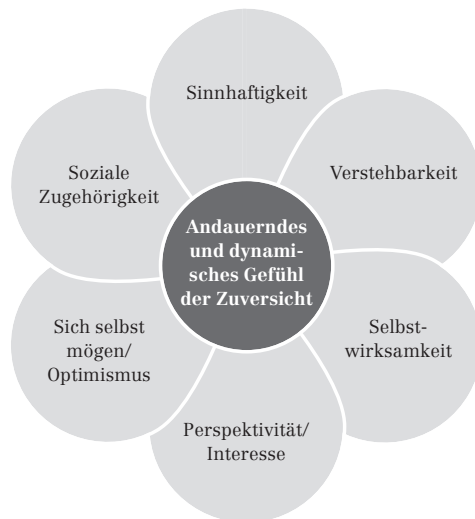 Sinnhaftigkeit
Verstehbarkeit
Selbst-
wirksamkeit
Perspektivität/
Interesse
Sich selbst
mögen/
Optimismus
Soziale
Zugehörigkeit
Andauerndes
und dynami-
sches Gefühl
der Zuversicht